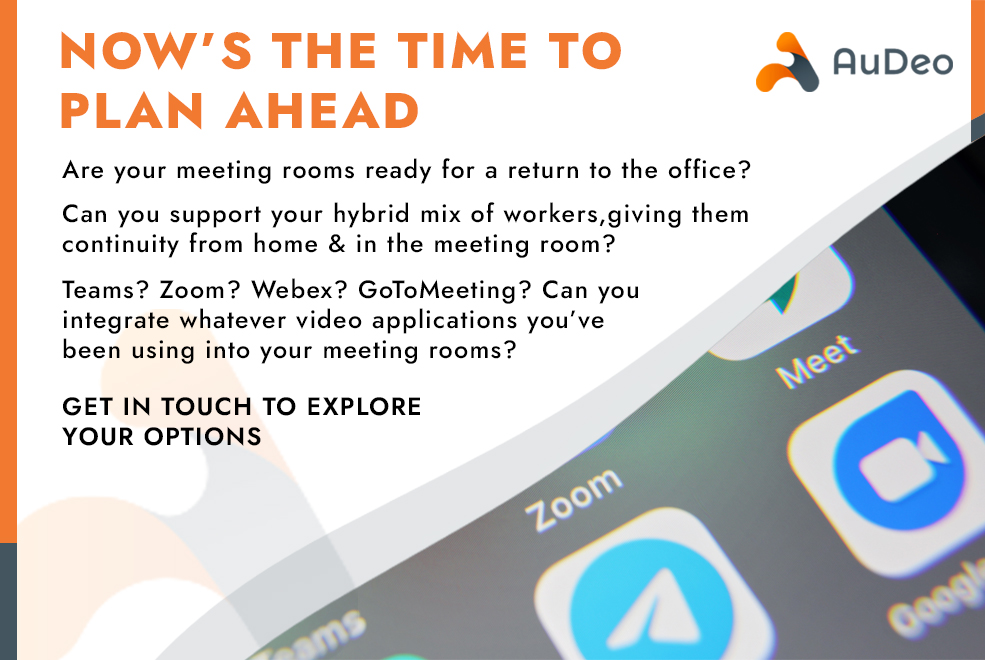 NOW'S THE TIME TO
PLAN AHEAD
AuDeo
Are your meeting rooms ready for a return to the office?
Can you support your hybrid mix of workers,giving them
continuity from home & in the meeting room?
Teams? Zoom? Webex? GoToMeeting? Can you
integrate whatever video applications you've
been using into your meeting rooms?
GET IN TOUCH TO EXPLORE
YOUR OPTIONS
Meet
Zoom
Google
Teams